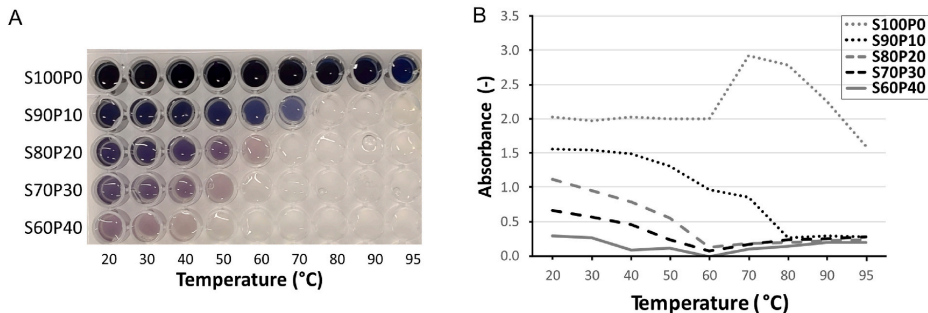 A
S100P0
S90P10
S80P20
S70P30
S60P40
20 30 40 50 60 70 80 90 95
Temperature (°C)
B
3.5
3.0
2.5
2.0
1.5
1.0
0.5
0.0
Absorbance (-)
20 30 40 50 60 70 80 90 95
Temperature (°C)
S100P0
S90P10
S80P20
S70P30
S60P40